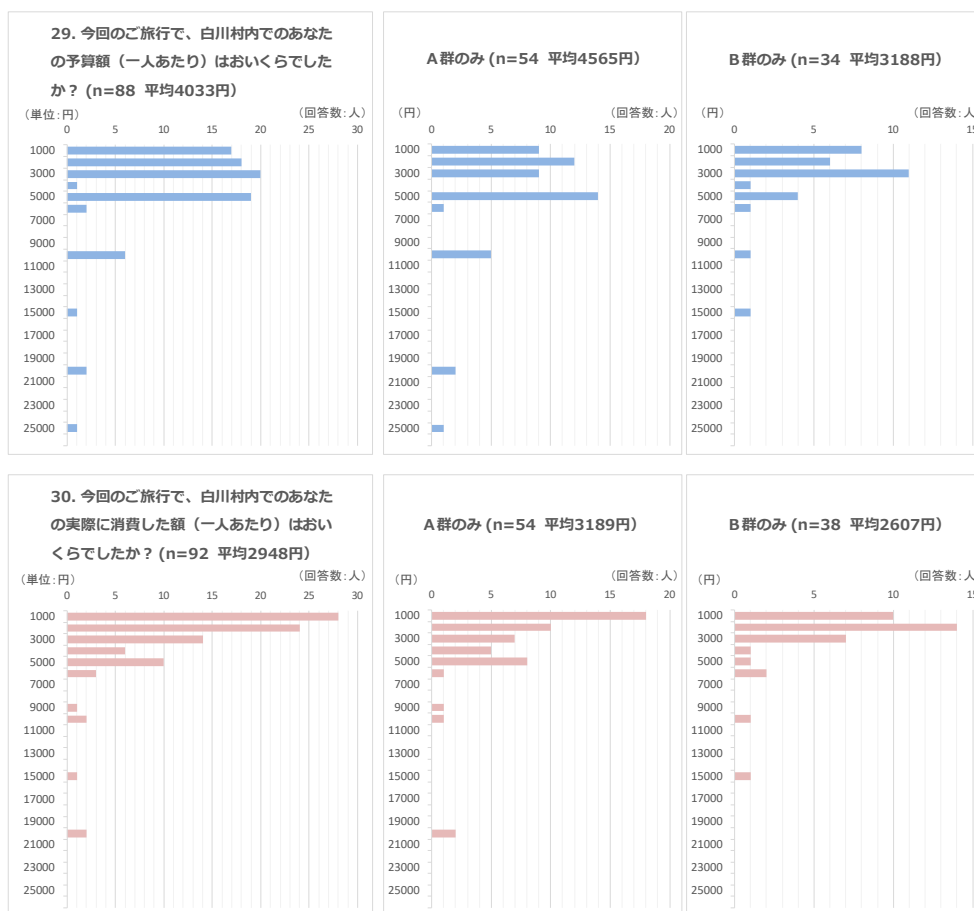 29. 今回のご旅行で、白川村内でのあなた
の予算額（一人あたり）はおいくらでした
か？ (n=88 平均4033円)
（単位:円）
（回答数:人）
0 5 10 15 20 25 30
1000
3000
5000
7000
9000
11000
13000
15000
17000
19000
21000
23000
25000
A群のみ (n=54 平均4565円)
（円）
（回答数:人）
0 5 10 15 20
1000
3000
5000
7000
9000
11000
13000
15000
17000
19000
21000
23000
25000
B群のみ (n=34 平均3188円)
（円）
（回答数:人）
0 5 10 15
1000
3000
5000
7000
9000
11000
13000
15000
17000
19000
21000
23000
25000
30. 今回のご旅行で、白川村内でのあなた
の実際に消費した額（一人あたり）はおい
くらでしたか？ (n=92 平均2948円)
（単位:円）
（回答数:人）
0 5 10 15 20 25 30
1000
3000
5000
7000
9000
11000
13000
15000
17000
19000
21000
23000
25000
A群のみ (n=54 平均3189円)
（円）
（回答数:人）
0 5 10 15 20
1000
3000
5000
7000
9000
11000
13000
15000
17000
19000
21000
23000
25000
B群のみ (n=38 平均2607円)
（円）
（回答数:人）
0 5 10 15
1000
3000
5000
7000
9000
11000
13000
15000
17000
19000
21000
23000
25000